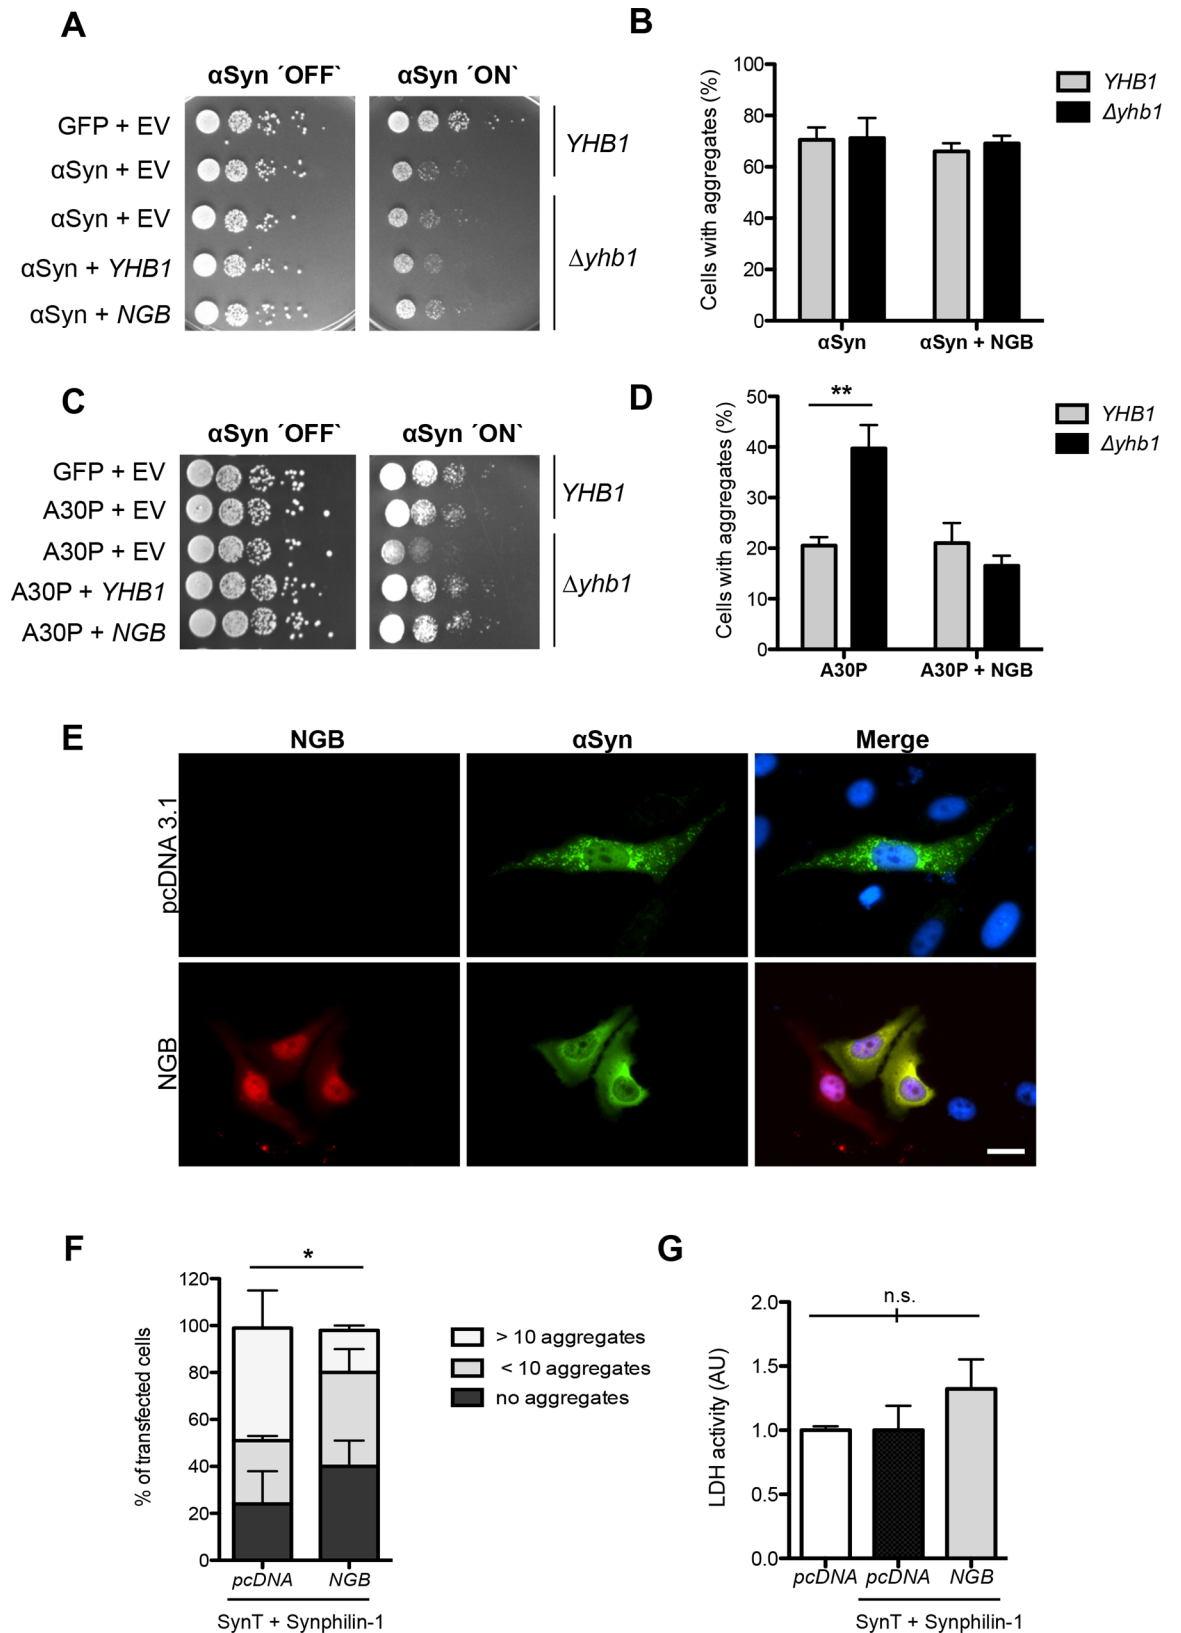 A
αSyn ´OFF`
αSyn ´ON`
GFP + EV
αSyn + EV
αSyn + EV
αSyn + YHB1
αSyn + NGB
YHB1
Δyhb1
B
Cells with aggregates (%)
100
80
60
40
20
0
αSyn
αSyn + NGB
YHB1
Δyhb1
C
αSyn ´OFF`
αSyn ´ON`
GFP + EV
A30P + EV
A30P + EV
A30P + YHB1
A30P + NGB
YHB1
Δyhb1
D
Cells with aggregates (%)
50
40
30
20
10
0
**
A30P
A30P + NGB
YHB1
Δyhb1
E
NGB
αSyn
Merge
pcDNA 3.1
NGB
F
% of transfected cells
120
100
80
60
40
20
0
*
pcDNA
NGB
SynT + Synphilin-1
> 10 aggregates
< 10 aggregates
no aggregates
G
LDH activity (AU)
2.0
1.5
1.0
0.5
0.0
n.s.
pcDNA
pcDNA
NGB
SynT + Synphilin-1